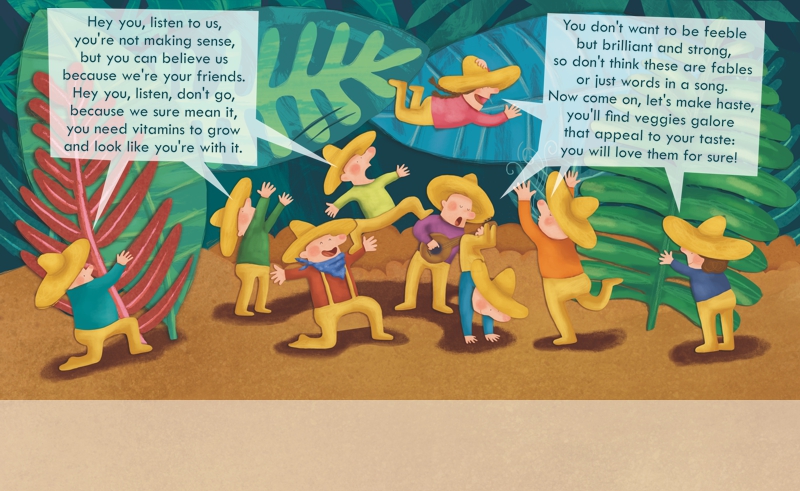 Hey you, listen to us,
you're not making sense,
but you can believe us
because we're your friends.
Hey you, listen, don't go,
because we sure mean it,
you need vitamins to grow
and look like you're with it.
You don't want to be feeble
but brilliant and strong,
so don't think these are fables
or just words in a song.
Now come on, let's make haste,
you'll find veggies galore
that appeal to your taste:
you will love them for sure!